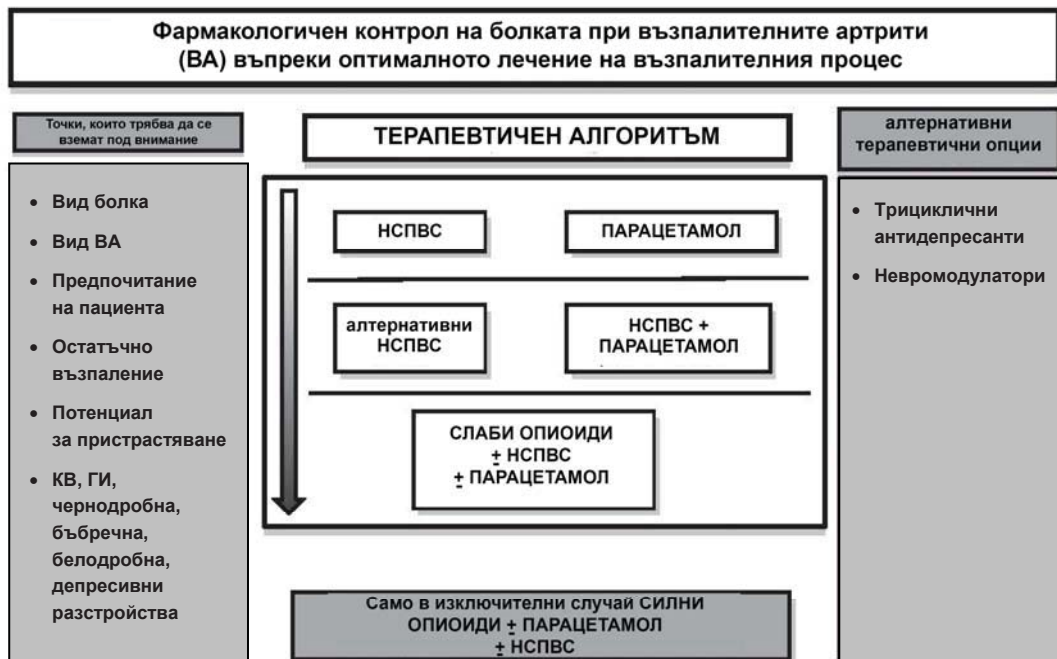 Фармакологичен контрол на болката при възпалителните артрити
(ВА) въпреки оптималното лечение на възпалителния процес
Точки, които трябва да се
вземат под внимание
• Вид болка
• Вид ВА
• Предпочитание
на пациента
• Остатъчно
възпаление
• Потенциал
за пристрастяване
• КВ, ГИ,
чернодробна,
бъбречна,
белодробна,
депресивни
разстройства
ТЕРАПЕВТИЧЕН АЛГОРИТЪМ
НСПВС
ПАРАЦЕТАМОЛ
алтернативни
НСПВС
НСПВС +
ПАРАЦЕТАМОЛ
СЛАБИ ОПИОИДИ
± НСПВС
± ПАРАЦЕТАМОЛ
Само в изключителни случай СИЛНИ
ОПИОИДИ ± ПАРАЦЕТАМОЛ
± НСПВС
алтернативни
терапевтични опции
• Трициклични
антидепресанти
• Невромодулатори